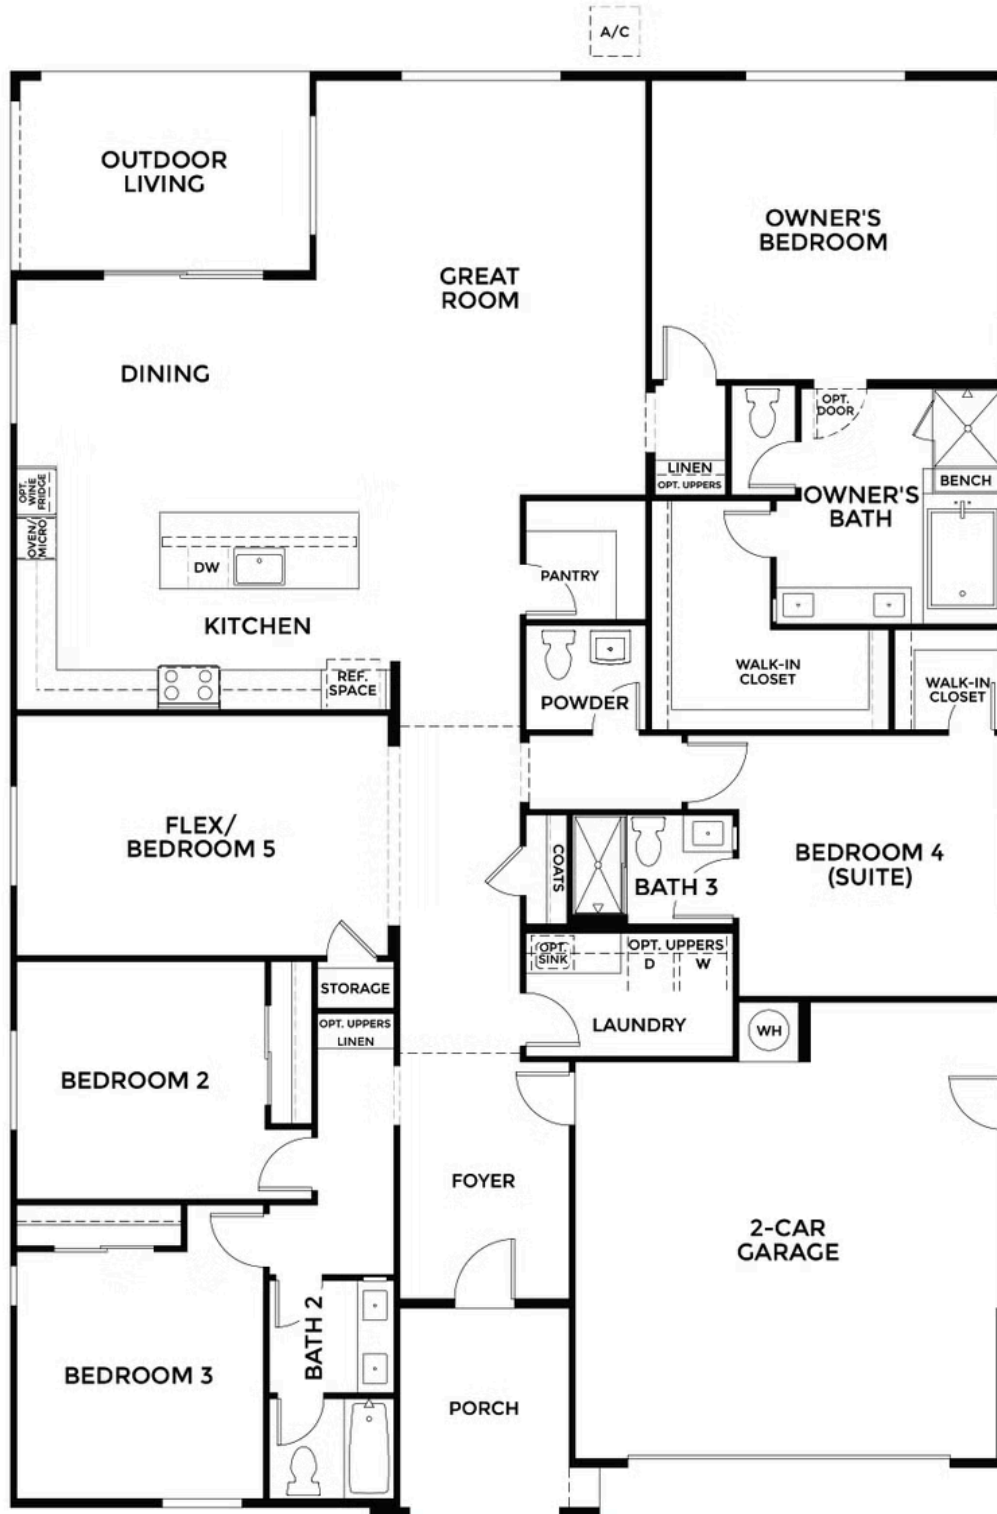 A/C
OUTDOOR
LIVING
OWNER'S
BEDROOM
GREAT
ROOM
DINING
OPT.
DOOR
LINEN
OPT. UPPERS
BENCH
OWNER'S
BATH
OPT.
WINE
FRIDGE
OVEN/
MICRO
DW
KITCHEN
PANTRY
REF.
SPACE
POWDER
WALK-IN
CLOSET
WALK-IN
CLOSET
FLEX/
BEDROOM 5
COATS
BATH 3
BEDROOM 4
(SUITE)
OPT.
SINK
OPT. UPPERS
D
W
LAUNDRY
STORAGE
OPT. UPPERS
LINEN
WH
BEDROOM 2
FOYER
2-CAR
GARAGE
BATH 2
BEDROOM 3
PORCH